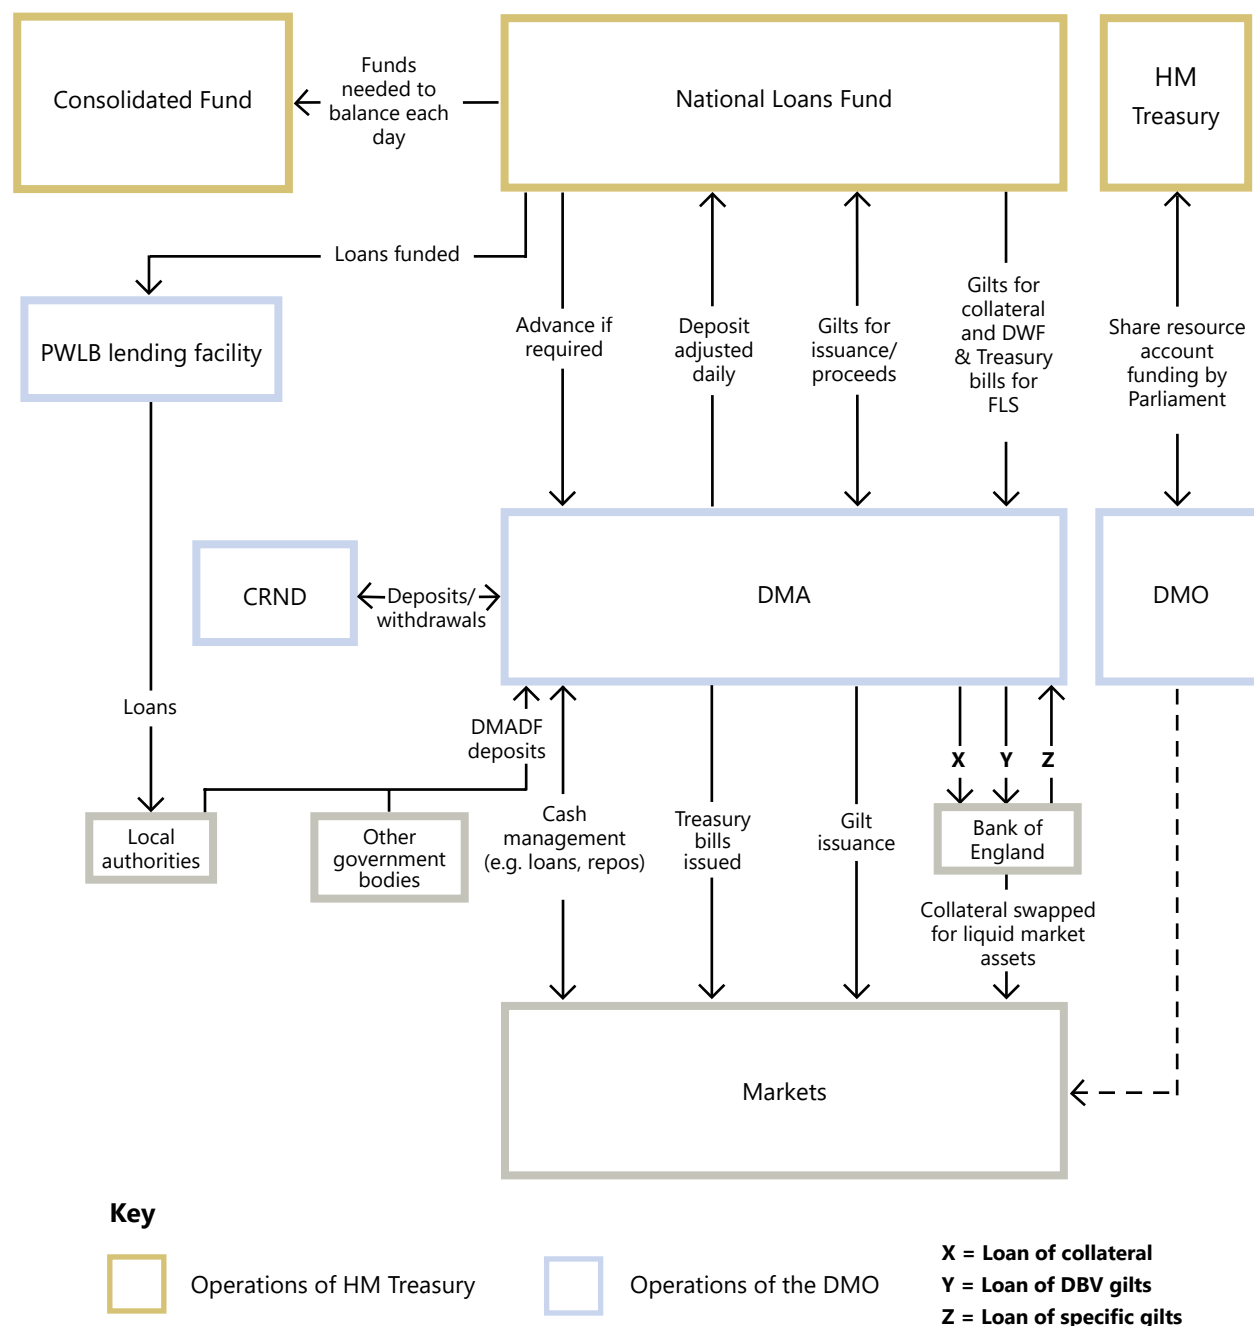 Consolidated Fund
Funds
needed to
balance each
day
National Loans Fund
HM
Treasury
Loans funded
PWLB lending facility
Advance if
required
Deposit
adjusted
daily
Gilts for
issuance/
proceeds
Gilts for
collateral
and DWF
& Treasury
bills for
FLS
Share resource
account
funding by
Parliament
CRND
Deposits/
withdrawals
DMA
DMO
Loans
DMADF
deposits
X
Y
Z
Local
authorities
Other
government
bodies
Cash
management
(e.g. loans, repos)
Treasury
bills
issued
Gilt
issuance
Bank of
England
Collateral swapped
for liquid market
assets
Markets
Key
Operations of HM Treasury
Operations of the DMO
X = Loan of collateral
Y = Loan of DBV gilts
Z = Loan of specific gilts